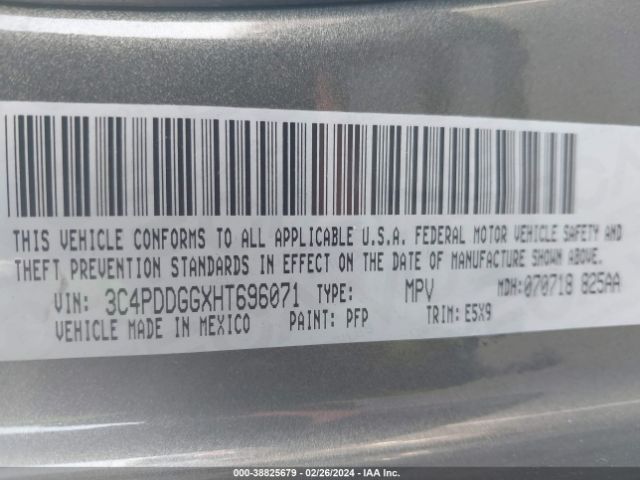 THIS VEHICLE CONFORMS TO ALL APPLICABLE U.S.A. FEDERAL MOTOR VEHICLE SAFETY AND
THEFT PREVENTION STANDARDS IN EFFECT ON THE DATE OF MANUFACTURE SHOWN ABOVE.
VIN: 3C4PDDGGXHT696071 TYPE: MPV MDH:070718 825AA
VEHICLE MADE IN MEXICO PAINT: PFP TRIM: E5X9
000-38825679 - 02/26/2024 - IAA Inc.